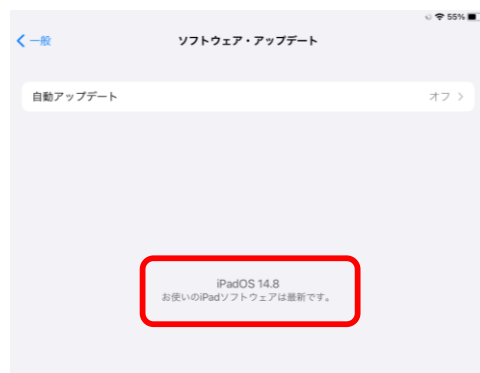 55%
一般
ソフトウェア・アップデート
自動アップデート
オフ
iPadOS 14.8
お使いのiPadソフトウェアは最新です。